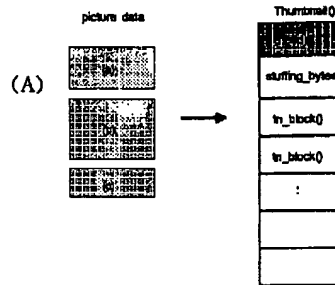 picture data
Thumbnail()
(A)
stuffing_bytes
tn_block()
tn_block()
: